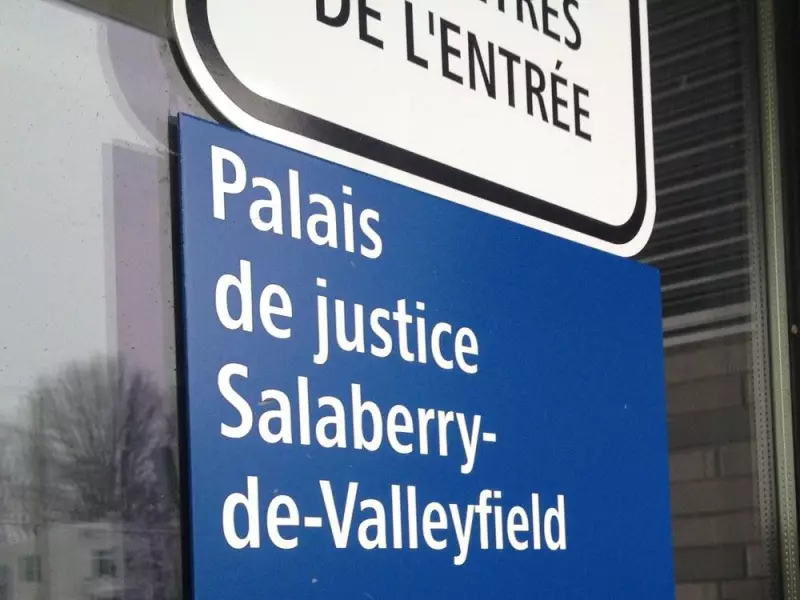 DE L'ENTRÉE
Palais
de justice
Salaberry-
de-Valleyfield